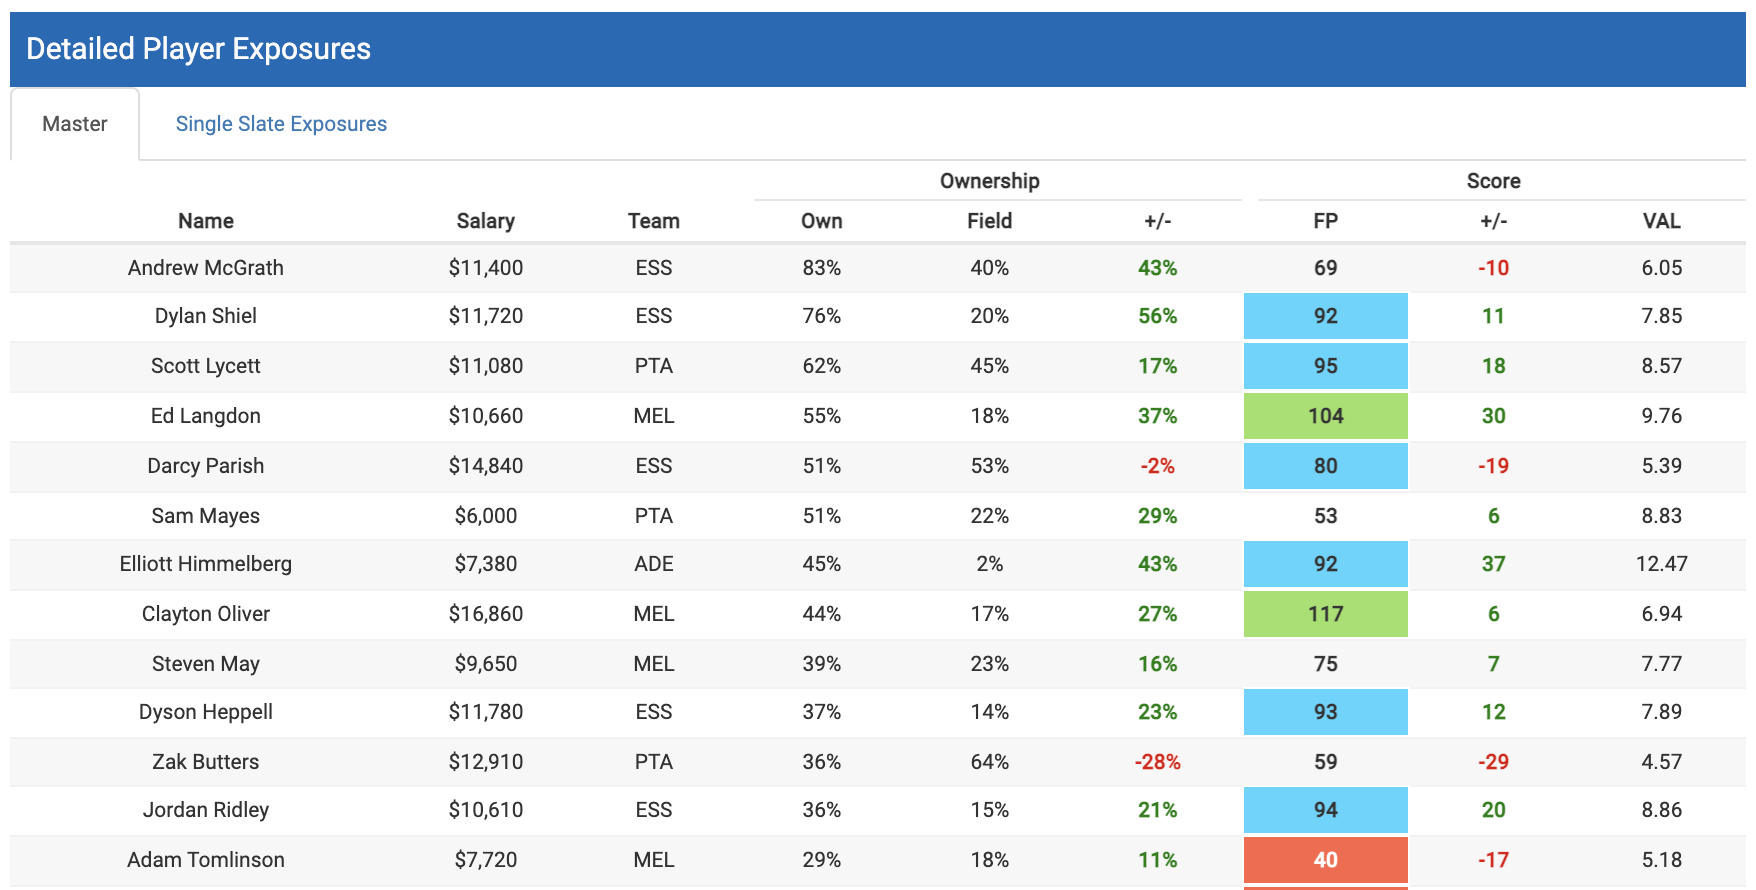 Detailed Player Exposures
Master Single Slate Exposures
Ownership Score
Name Salary Team Own Field +/- FP +/- VAL
Andrew McGrath $11,400 ESS 83% 40% 43% 69 -10 6.05
Dylan Shiel $11,720 ESS 76% 20% 56% 92 11 7.85
Scott Lycett $11,080 PTA 62% 45% 17% 95 18 8.57
Ed Langdon $10,660 MEL 55% 18% 37% 104 30 9.76
Darcy Parish $14,840 ESS 51% 53% -2% 80 -19 5.39
Sam Mayes $6,000 PTA 51% 22% 29% 53 6 8.83
Elliott Himmelberg $7,380 ADE 45% 2% 43% 92 37 12.47
Clayton Oliver $16,860 MEL 44% 17% 27% 117 6 6.94
Steven May $9,650 MEL 39% 23% 16% 75 7 7.77
Dyson Heppell $11,780 ESS 37% 14% 23% 93 12 7.89
Zak Butters $12,910 PTA 36% 64% -28% 59 -29 4.57
Jordan Ridley $10,610 ESS 36% 15% 21% 94 20 8.86
Adam Tomlinson $7,720 MEL 29% 18% 11% 40 -17 5.18